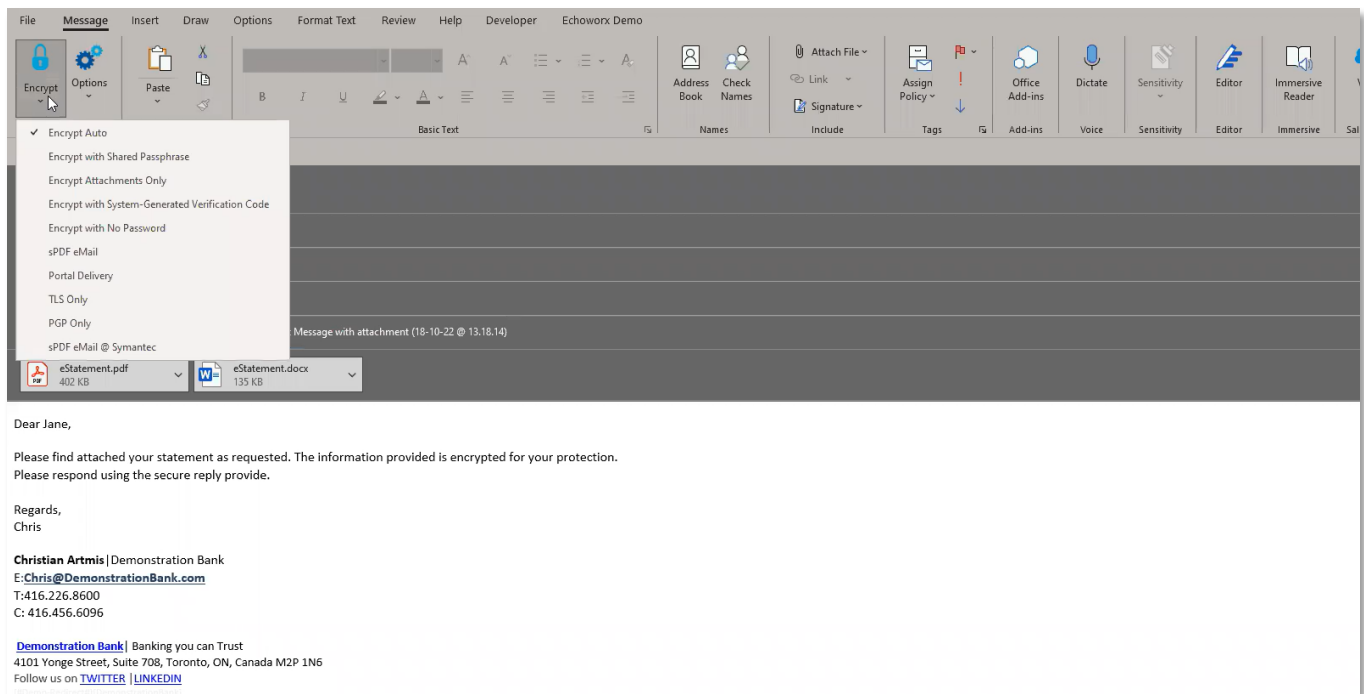 File Message Insert Draw Options Format Text Review Help Developer Echoworx Demo
Encrypt
Options
Paste
B I U A
Basic Text
Address Book
Check Names
Names
Attach File
Link
Signature
Include
Assign Policy
Tags
Office Add-ins
Add-ins
Dictate
Voice
Sensitivity
Sensitivity
Editor
Editor
Immersive Reader
Immersive
Encrypt Auto
Encrypt with Shared Passphrase
Encrypt Attachments Only
Encrypt with System-Generated Verification Code
Encrypt with No Password
sPDF eMail
Portal Delivery
TLS Only
PGP Only
sPDF eMail @ Symantec
Message with attachment (18-10-22 @ 13.18.14)
PDF
eStatement.pdf
402 KB
eStatement.docx
135 KB
Dear Jane,
Please find attached your statement as requested. The information provided is encrypted for your protection.
Please respond using the secure reply provide.
Regards,
Chris
Christian Artmis|Demonstration Bank
E:Chris@DemonstrationBank.com
T:416.226.8600
C: 416.456.6096
Demonstration Bank| Banking you can Trust
4101 Yonge Street, Suite 708, Toronto, ON, Canada M2P 1N6
Follow us on TWITTER |LINKEDIN